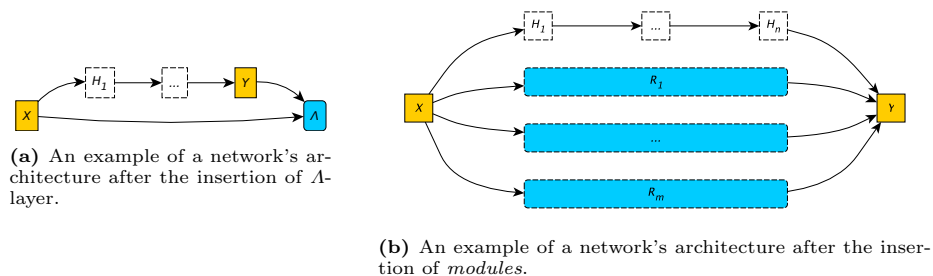 X
H1
...
Y
Λ
(a) An example of a network's ar-
chitecture after the insertion of Λ-
layer.
H1
...
Hn
X
R1
...
Rm
Y
(b) An example of a network's architecture after the inser-
tion of modules.